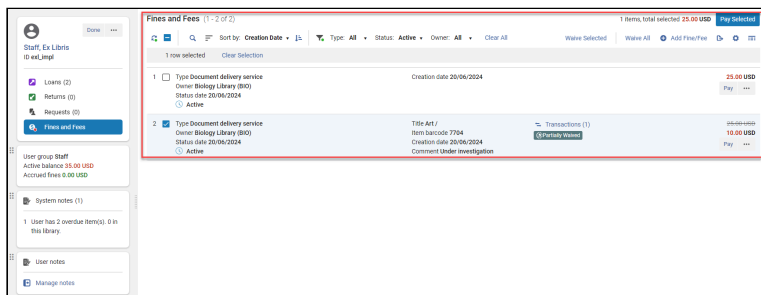 Done
Staff, Ex Libris
ID exl_impl
Loans (2)
Returns (0)
Requests (0)
Fines and Fees
User group Staff
Active balance 35.00 USD
Accrued fines 0.00 USD
System notes (1)
1 User has 2 overdue item(s). 0 in
this library.
User notes
Manage notes
Fines and Fees (1 - 2 of 2)
1 items, total selected 25.00 USD Pay Selected
Sort by: Creation Date Type: All Status: Active Owner: All Clear All Waive Selected Waive All Add Fine/Fee
1 row selected Clear Selection
1 Type Document delivery service Creation date 20/06/2024 25.00 USD
Owner Biology Library (BIO) Pay
Status date 20/06/2024
Active
2 Type Document delivery service Title Art / Transactions (1) 25.00 USD
Owner Biology Library (BIO) Item barcode 7704 Partially Waived 10.00 USD
Status date 20/06/2024 Creation date 20/06/2024 Pay
Active Comment Under investigation